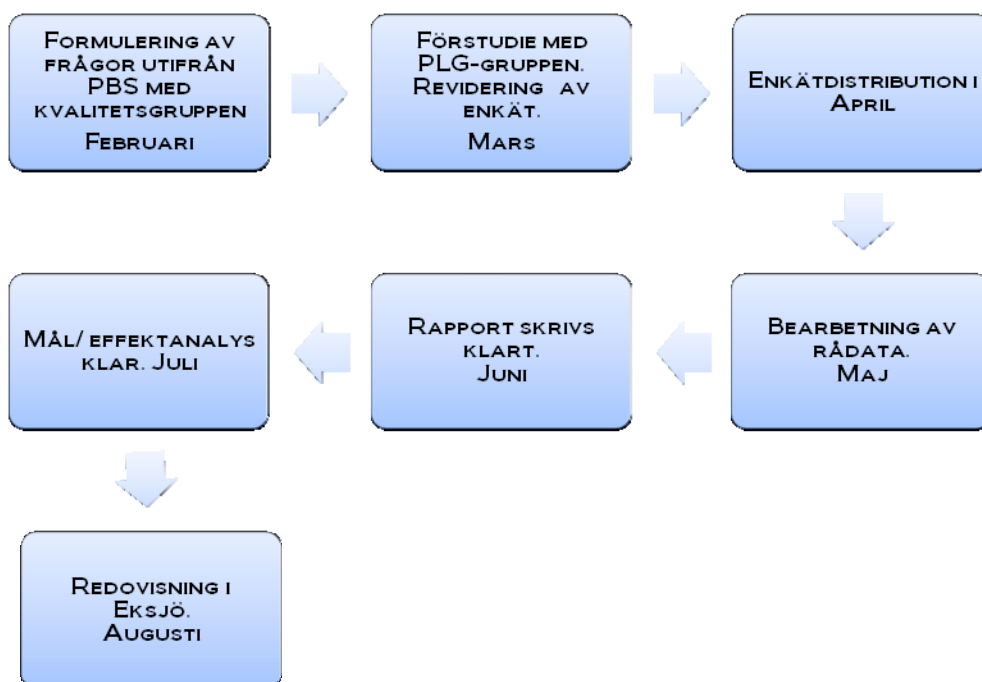 Formulering av
frågor utifrån
PBS med
kvalitetsgruppen
Februari
Förstudie med
PLG-gruppen.
Revidering av
enkät.
Mars
Enkätdistribution i
April
Bearbetning av
rådata.
Maj
Rapport skrivs
klart.
Juni
Mål/ effektanalys
klar. Juli
Redovisning i
Eksjö.
Augusti